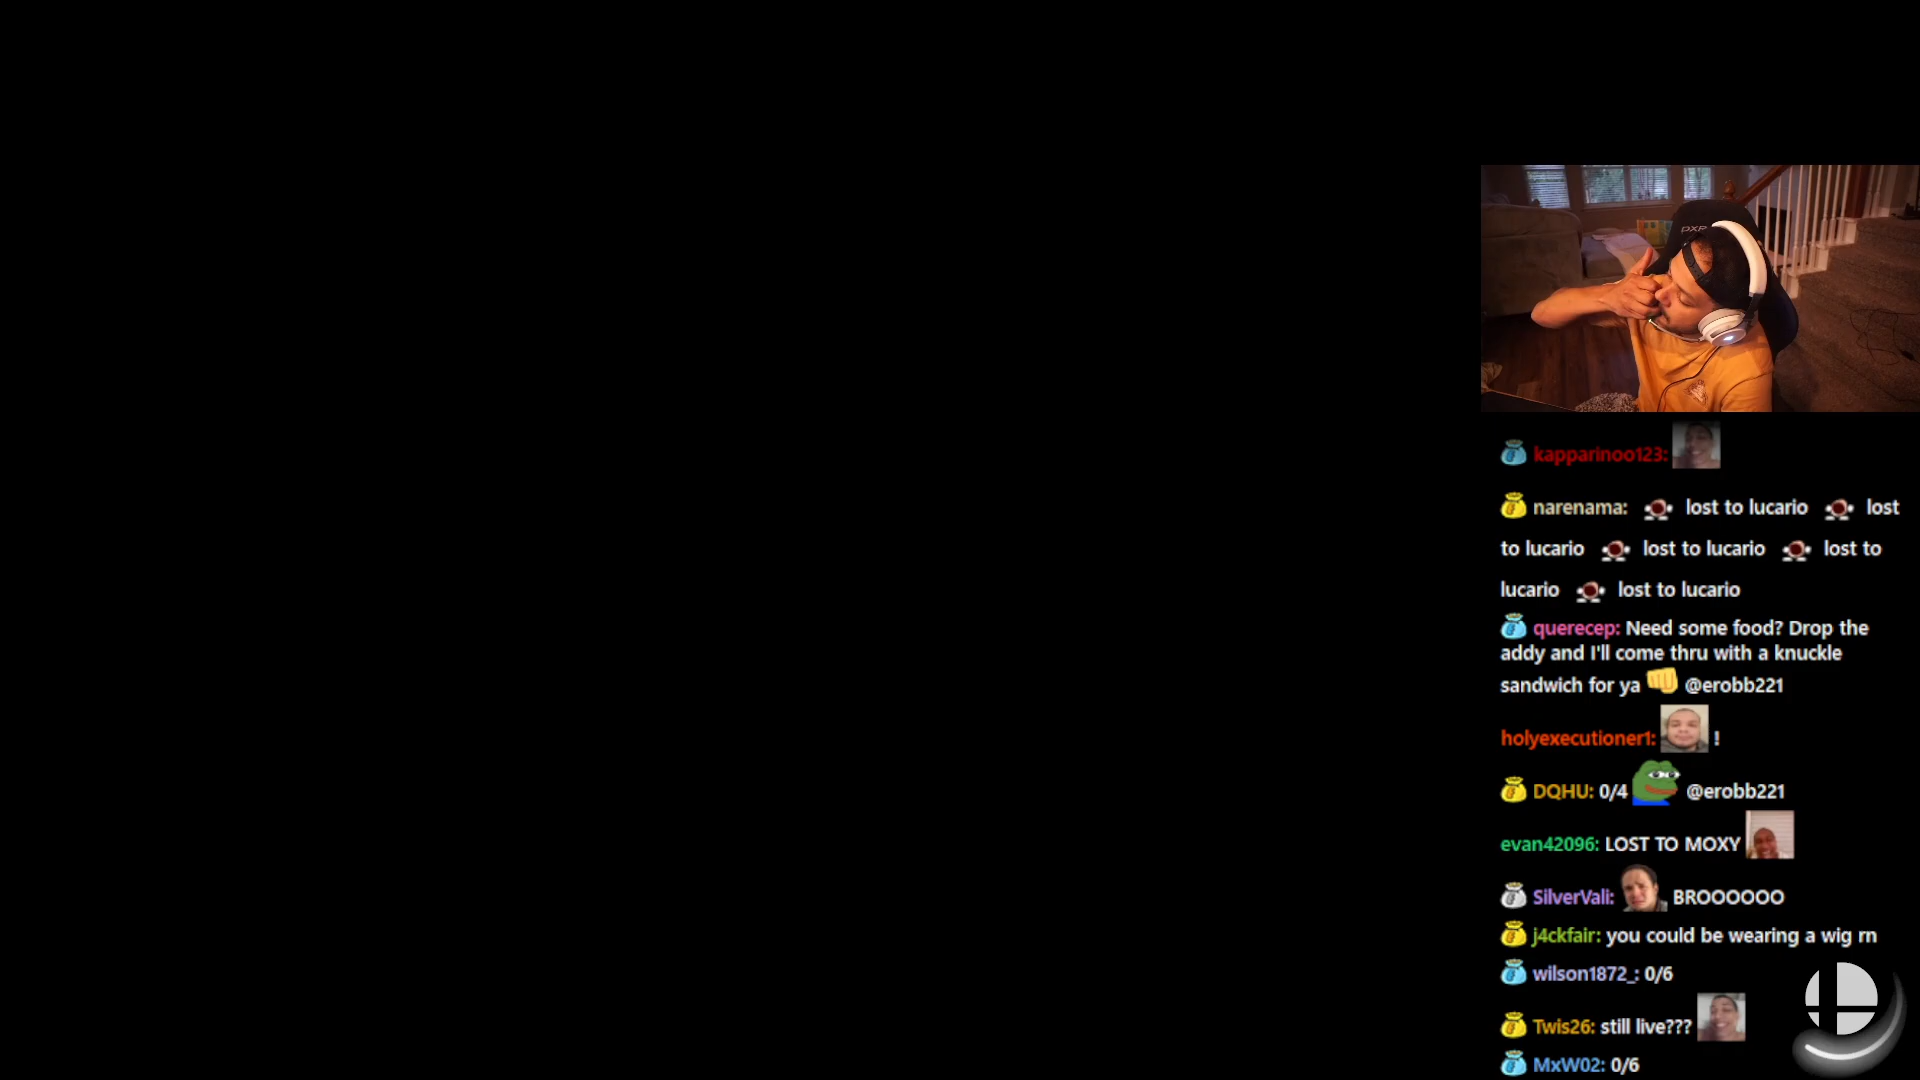 DXR
kapparinoo123:
narenama: lost to lucario lost
to lucario lost to lucario lost to
lucario lost to lucario
querecep: Need some food? Drop the
addy and I'll come thru with a knuckle
sandwich for ya @erobb221
holyexecutioner1: !
DQHU: 0/4 @erobb221
evan42096: LOST TO MOXY
SilverVali: BROOOOOO
j4ckfair: you could be wearing a wig rn
wilson1872_: 0/6
Twis26: still live???
MxW02: 0/6